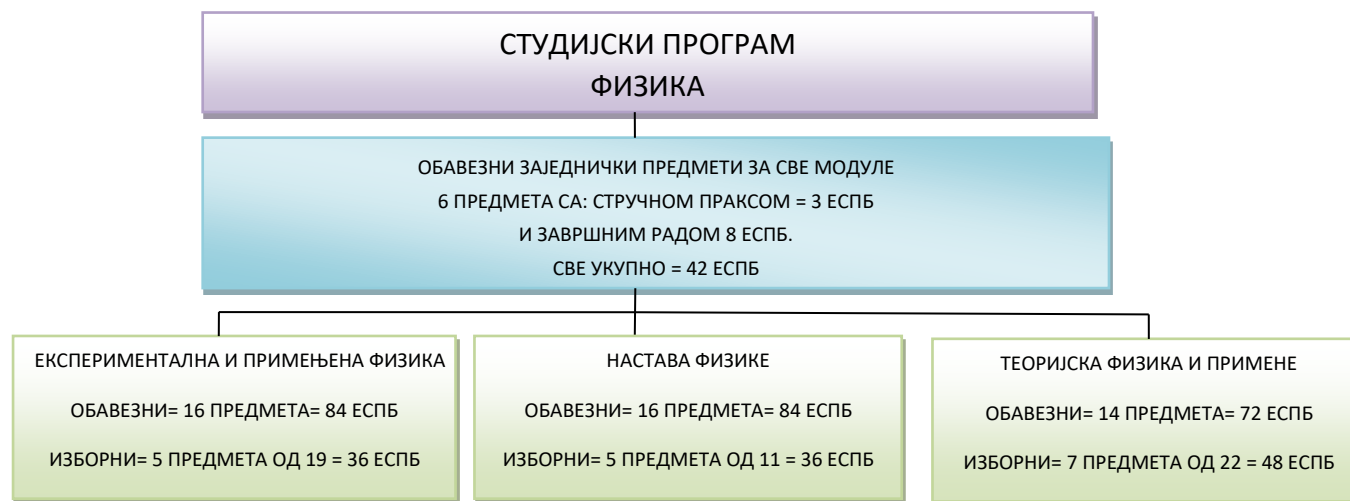 СТУДИЈСКИ ПРОГРАМ
ФИЗИКА
ОБАВЕЗНИ ЗАЈЕДНИЧКИ ПРЕДМЕТИ ЗА СВЕ МОДУЛЕ
6 ПРЕДМЕТА СА: СТРУЧНОМ ПРАКСОМ = 3 ЕСПБ
И ЗАВРШНИМ РАДОМ 8 ЕСПБ.
СВЕ УКУПНО = 42 ЕСПБ
ЕКСПЕРИМЕНТАЛНА И ПРИМЕЊЕНА ФИЗИКА
ОБАВЕЗНИ= 16 ПРЕДМЕТА= 84 ЕСПБ
ИЗБОРНИ= 5 ПРЕДМЕТА ОД 19 = 36 ЕСПБ
НАСТАВА ФИЗИКЕ
ОБАВЕЗНИ= 16 ПРЕДМЕТА= 84 ЕСПБ
ИЗБОРНИ= 5 ПРЕДМЕТА ОД 11 = 36 ЕСПБ
ТЕОРИЈСКА ФИЗИКА И ПРИМЕНЕ
ОБАВЕЗНИ= 14 ПРЕДМЕТА= 72 ЕСПБ
ИЗБОРНИ= 7 ПРЕДМЕТА ОД 22 = 48 ЕСПБ